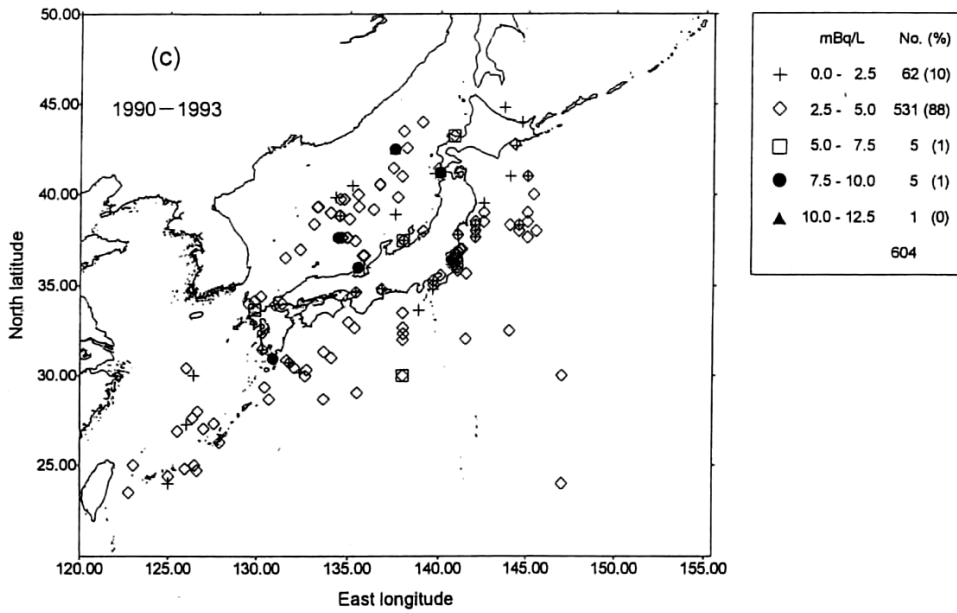 50.00
45.00
40.00
35.00
30.00
25.00
North latitude
(c)
1990－1993
120.00 125.00 130.00 135.00 140.00 145.00 150.00 155.00
East longitude
mBq/L No. (%)
+ 0.0 - 2.5 62 (10)
◇ 2.5 - 5.0 531 (88)
□ 5.0 - 7.5 5 (1)
● 7.5 - 10.0 5 (1)
▲ 10.0 - 12.5 1 (0)
604